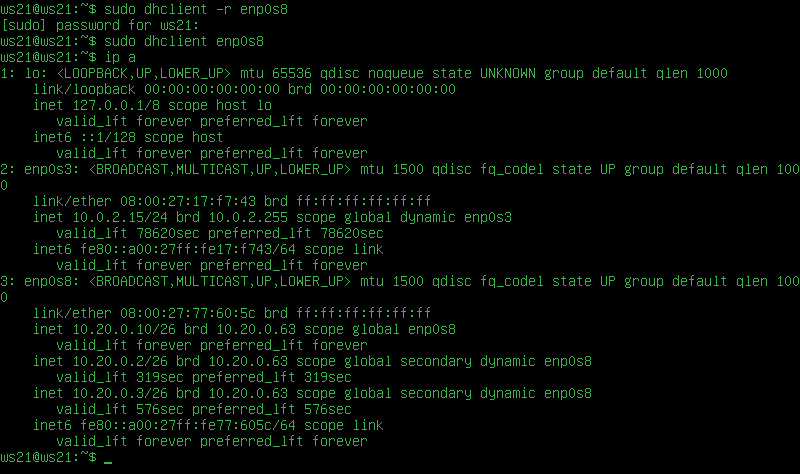 ws21@ws21:~$ sudo dhclient -r enp0s8
[sudo] password for ws21:
ws21@ws21:~$ sudo dhclient enp0s8
ws21@ws21:~$ ip a
1: lo: <LOOPBACK,UP,LOWER_UP> mtu 65536 qdisc noqueue state UNKNOWN group default qlen 1000
    link/loopback 00:00:00:00:00:00 brd 00:00:00:00:00:00
    inet 127.0.0.1/8 scope host lo
       valid_lft forever preferred_lft forever
    inet6 ::1/128 scope host
       valid_lft forever preferred_lft forever
2: enp0s3: <BROADCAST,MULTICAST,UP,LOWER_UP> mtu 1500 qdisc fq_codel state UP group default qlen 100
0
    link/ether 08:00:27:17:f7:43 brd ff:ff:ff:ff:ff:ff
    inet 10.0.2.15/24 brd 10.0.2.255 scope global dynamic enp0s3
       valid_lft 78620sec preferred_lft 78620sec
    inet6 fe80::a00:27ff:fe17:f743/64 scope link
       valid_lft forever preferred_lft forever
3: enp0s8: <BROADCAST,MULTICAST,UP,LOWER_UP> mtu 1500 qdisc fq_codel state UP group default qlen 100
0
    link/ether 08:00:27:77:60:5c brd ff:ff:ff:ff:ff:ff
    inet 10.20.0.10/26 brd 10.20.0.63 scope global enp0s8
       valid_lft forever preferred_lft forever
    inet 10.20.0.2/26 brd 10.20.0.63 scope global secondary dynamic enp0s8
       valid_lft 319sec preferred_lft 319sec
    inet 10.20.0.3/26 brd 10.20.0.63 scope global secondary dynamic enp0s8
       valid_lft 576sec preferred_lft 576sec
    inet6 fe80::a00:27ff:fe77:605c/64 scope link
       valid_lft forever preferred_lft forever
ws21@ws21:~$ _